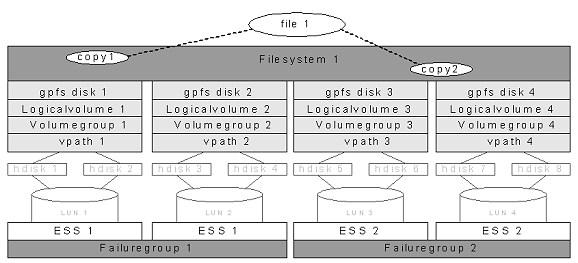 file 1
copy1
Filesystem 1
copy2
gpfs disk 1 gpfs disk 2 gpfs disk 3 gpfs disk 4
Logicalvolume 1 Logicalvolume 2 Logicalvolume 3 Logicalvolume 4
Volumegroup 1 Volumegroup 2 Volumegroup 3 Volumegroup 4
vpath 1 vpath 2 vpath 3 vpath 4
hdisk 1 hdisk 2 hdisk 3 hdisk 4 hdisk 5 hdisk 6 hdisk 7 hdisk 8
LUN 1 LUN 2 LUN 3 LUN 4
ESS 1 ESS 1 ESS 2 ESS 2
Failuregroup 1 Failuregroup 2